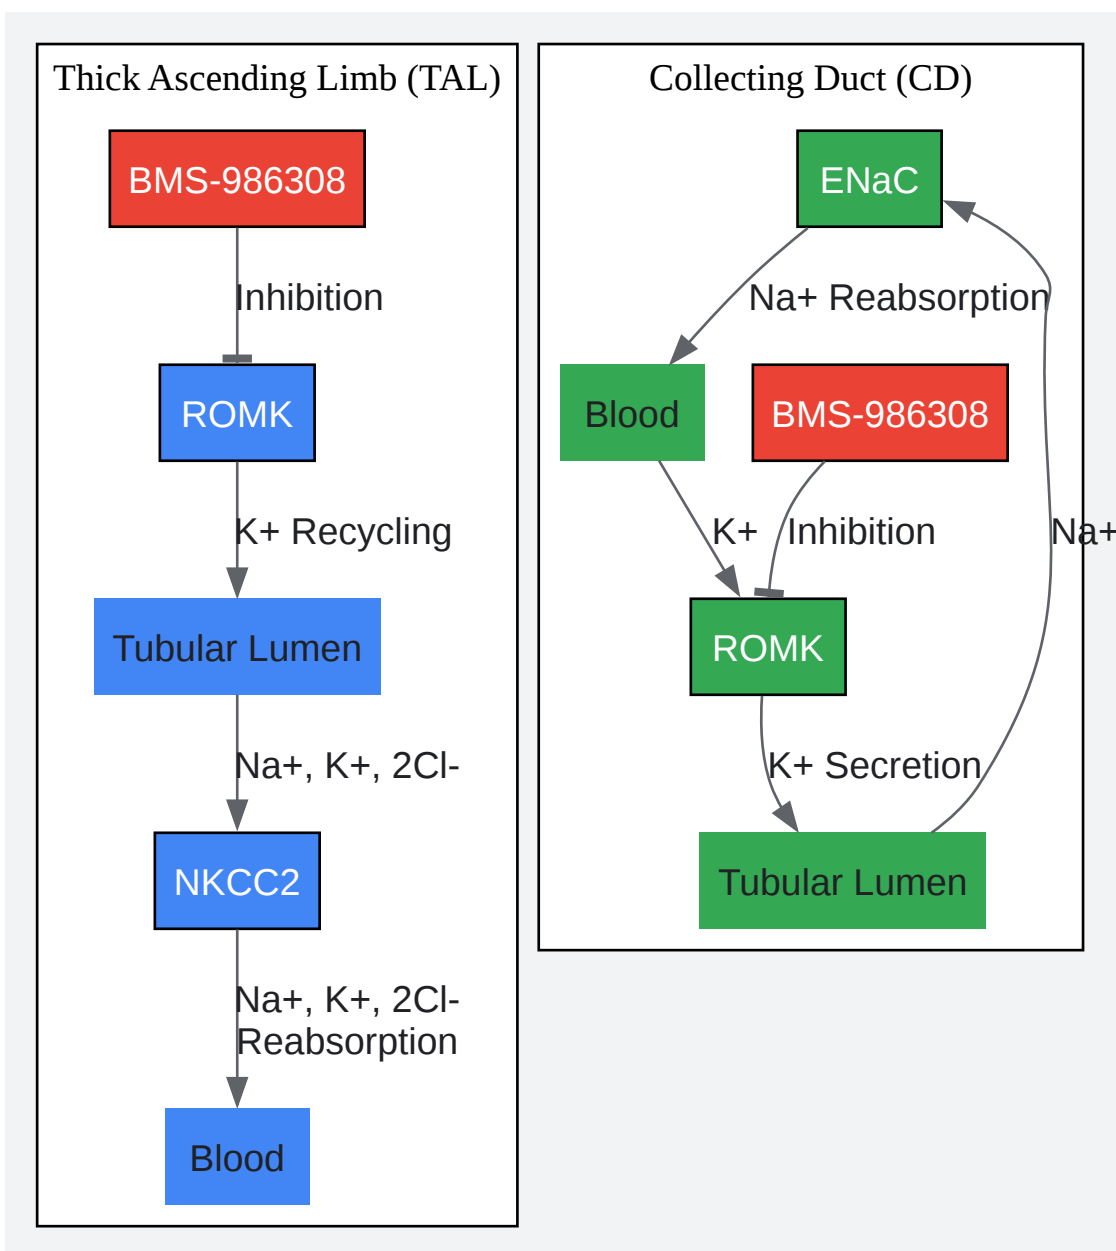 Thick Ascending Limb (TAL)
BMS-986308
Inhibition
ROMK
K+ Recycling
Tubular Lumen
Na+, K+, 2Cl-
NKCC2
Na+, K+, 2Cl-
Reabsorption
Blood
Collecting Duct (CD)
ENaC
Na+ Reabsorption
Blood
BMS-986308
K+
Inhibition
Na+
ROMK
K+ Secretion
Tubular Lumen